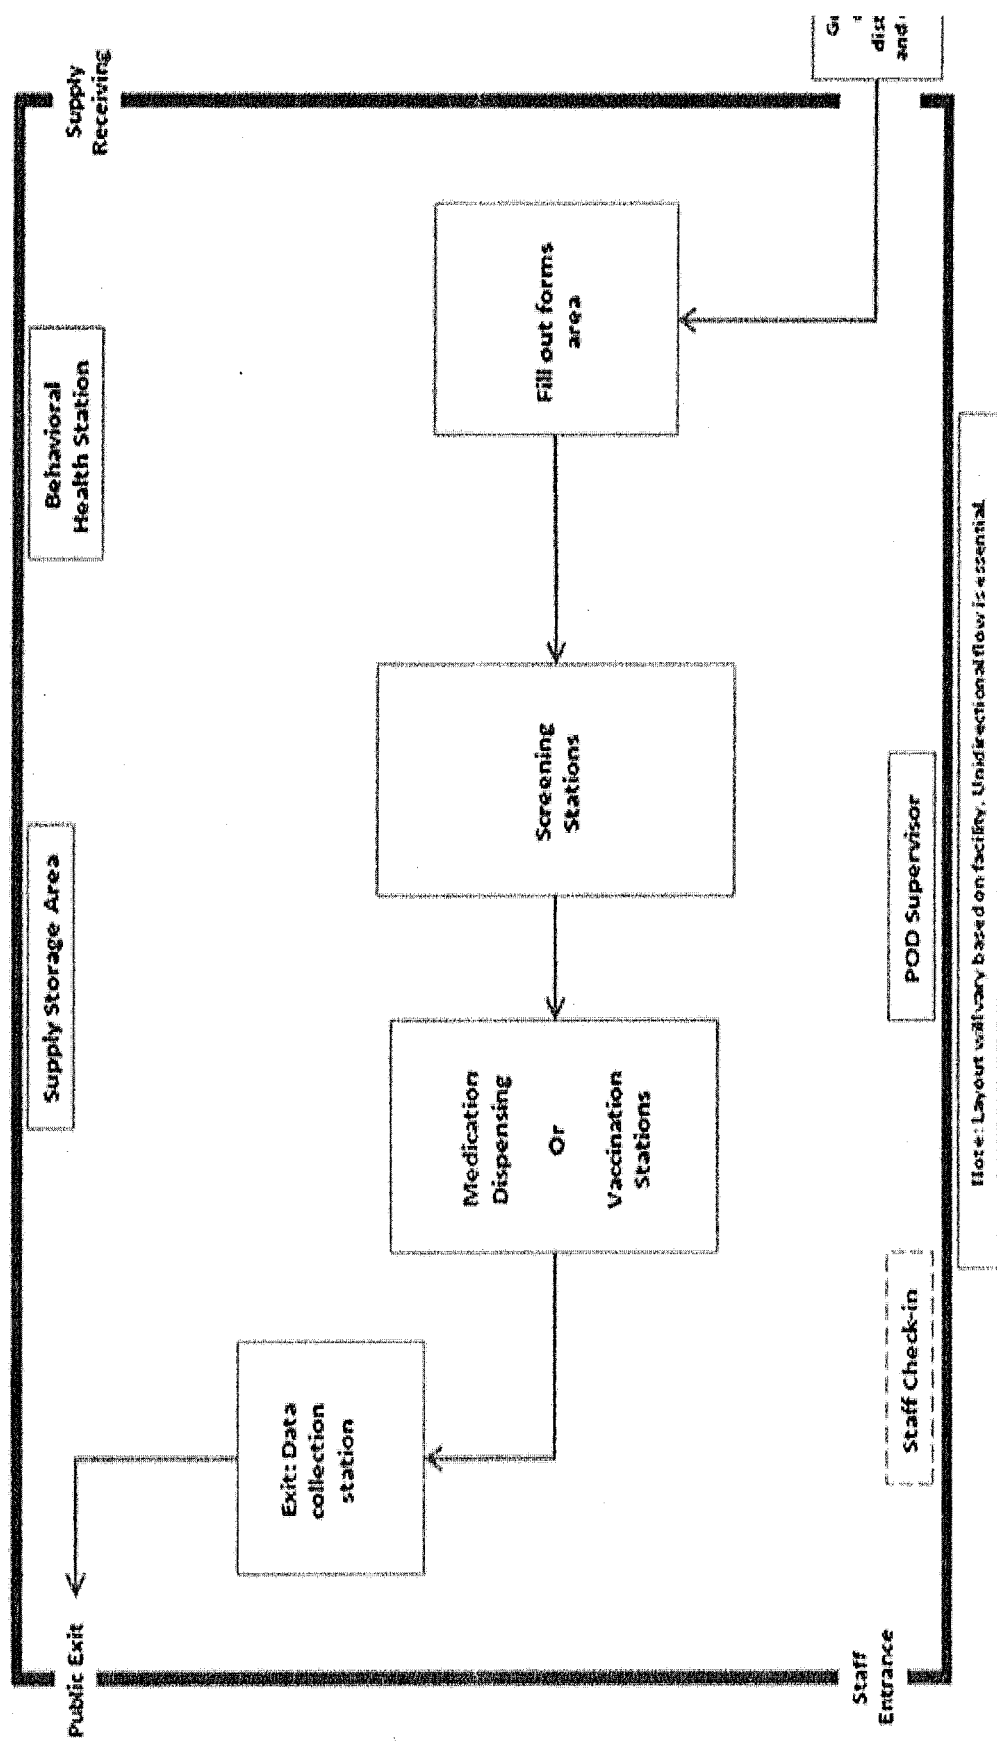 Public Exit
Exit: Data
collection
station
Supply Storage Area
Behavioral
Health Station
Supply
Receiving
Medication
Dispensing
Or
Vaccination
Stations
Screening
Stations
Fill out forms
area
Staff
Entrance
Staff Check-in
POD Supervisor
and
Note: Layout will vary based on facility. Unidirectional flow is essential.